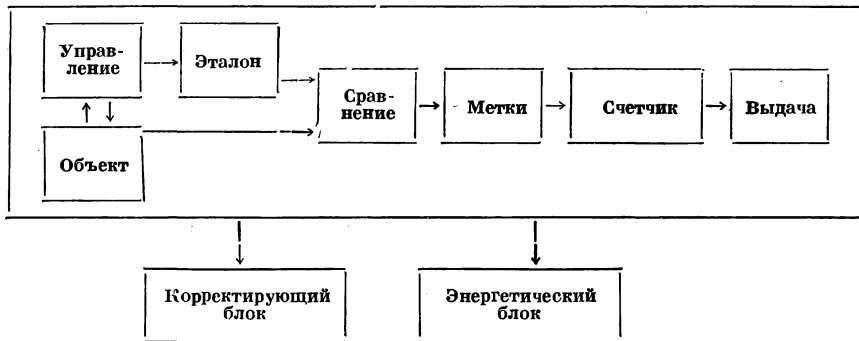 Управ-
ление
Эталон
Срав-
нение
Метки
Счетчик
Выдача
Объект
Корректирующий
блок
Энергетический
блок